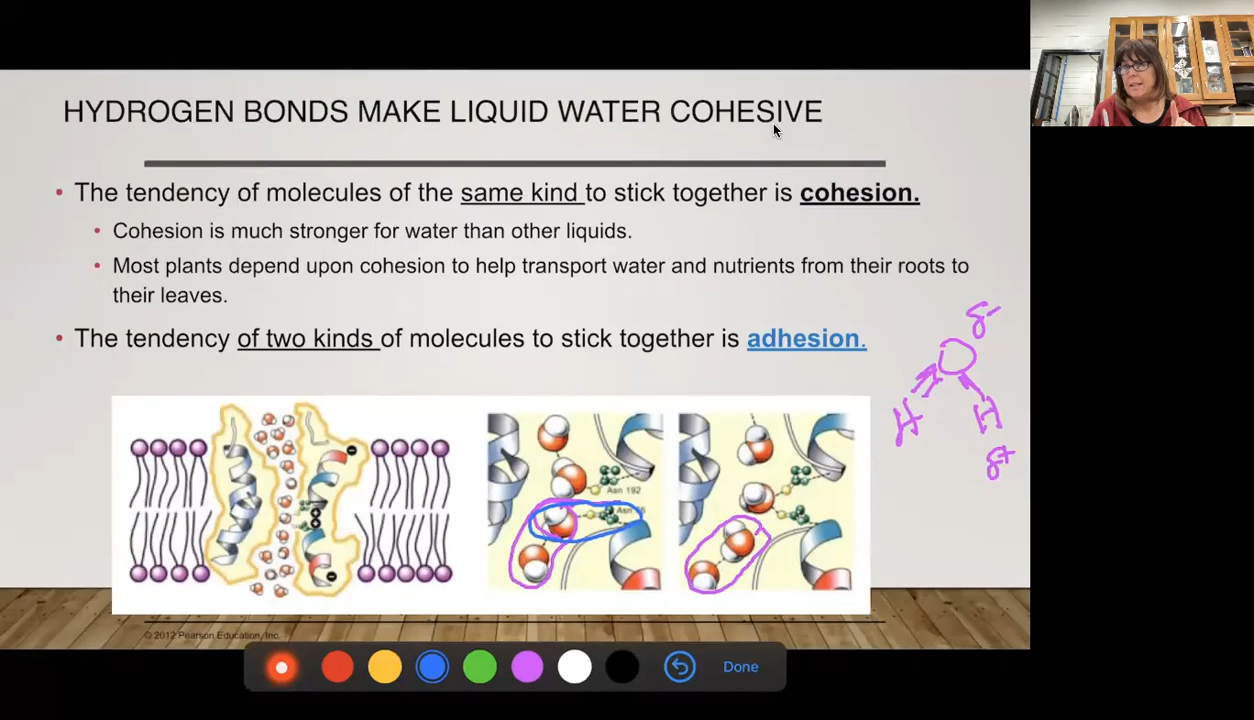 HYDROGEN BONDS MAKE LIQUID WATER COHESIVE
• The tendency of molecules of the same kind to stick together is cohesion.
• Cohesion is much stronger for water than other liquids.
• Most plants depend upon cohesion to help transport water and nutrients from their roots to
their leaves.
• The tendency of two kinds of molecules to stick together is adhesion.
δ-
O
H H
δ+
Asn 192
© 2012 Pearson Education, Inc.
Done